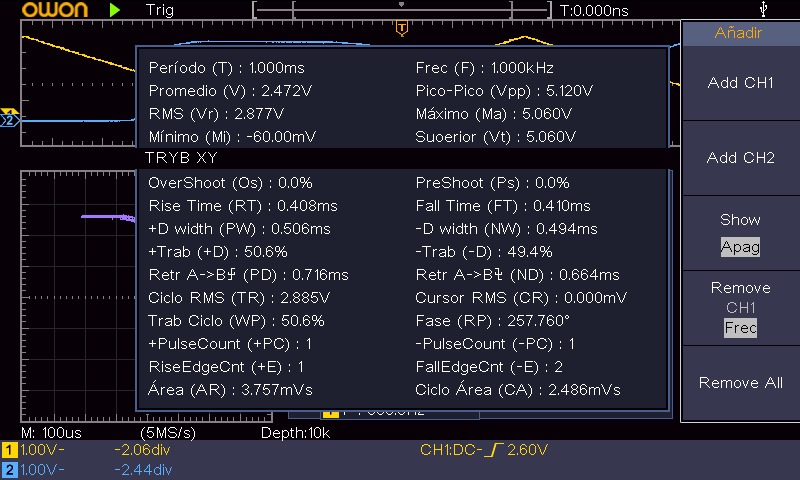 OWON Trig T:0.000ns
T
Período (T) : 1.000ms Frec (F) : 1.000kHz
Promedio (V) : 2.472V Pico-Pico (Vpp) : 5.120V
RMS (Vr) : 2.877V Máximo (Ma) : 5.060V
Mínimo (Mi) : -60.00mV Suoerior (Vt) : 5.060V
TRYB XY
OverShoot (Os) : 0.0% PreShoot (Ps) : 0.0%
Rise Time (RT) : 0.408ms Fall Time (FT) : 0.410ms
+D width (PW) : 0.506ms -D width (NW) : 0.494ms
+Trab (+D) : 50.6% -Trab (-D) : 49.4%
Retr A->B (PD) : 0.716ms Retr A->B (ND) : 0.664ms
Ciclo RMS (TR) : 2.885V Cursor RMS (CR) : 0.000mV
Trab Ciclo (WP) : 50.6% Fase (RP) : 257.760°
+PulseCount (+PC) : 1 -PulseCount (-PC) : 1
RiseEdgeCnt (+E) : 1 FallEdgeCnt (-E) : 2
Área (AR) : 3.757mVs Ciclo Área (CA) : 2.486mVs
M: 100us (5MS/s) Depth:10k
1 1.00V- -2.06div CH1:DC- 2.60V
2 1.00V- -2.44div
2
Añadir
Add CH1
Add CH2
Show
Apag
Remove
CH1
Frec
Remove All